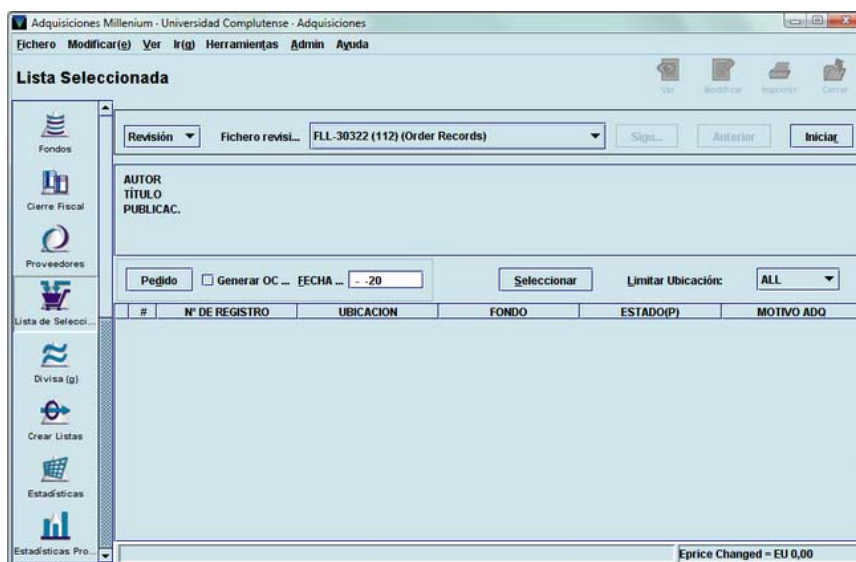 Adquisiciones Millenium - Universidad Complutense - Adquisiciones
Fichero Modificar(e) Ver Ir(g) Herramientas Admin Ayuda
Lista Seleccionada
Ver Modificar Imprimir Cerrar
Fondos
Cierre Fiscal
Proveedores
Lista de Selecci...
Divisa (g)
Crear Listas
Estadísticas
Estadísticas Pro...
Revisión Fichero revisi... FLL-30322 (112) (Order Records) Sigu... Anterior Iniciar
AUTOR
TÍTULO
PUBLICAC.
Pedido Generar OC ... FECHA ... - -20 Seleccionar Limitar Ubicación: ALL
# Nº DE REGISTRO UBICACION FONDO ESTADO(P) MOTIVO ADQ
Eprice Changed = EU 0,00